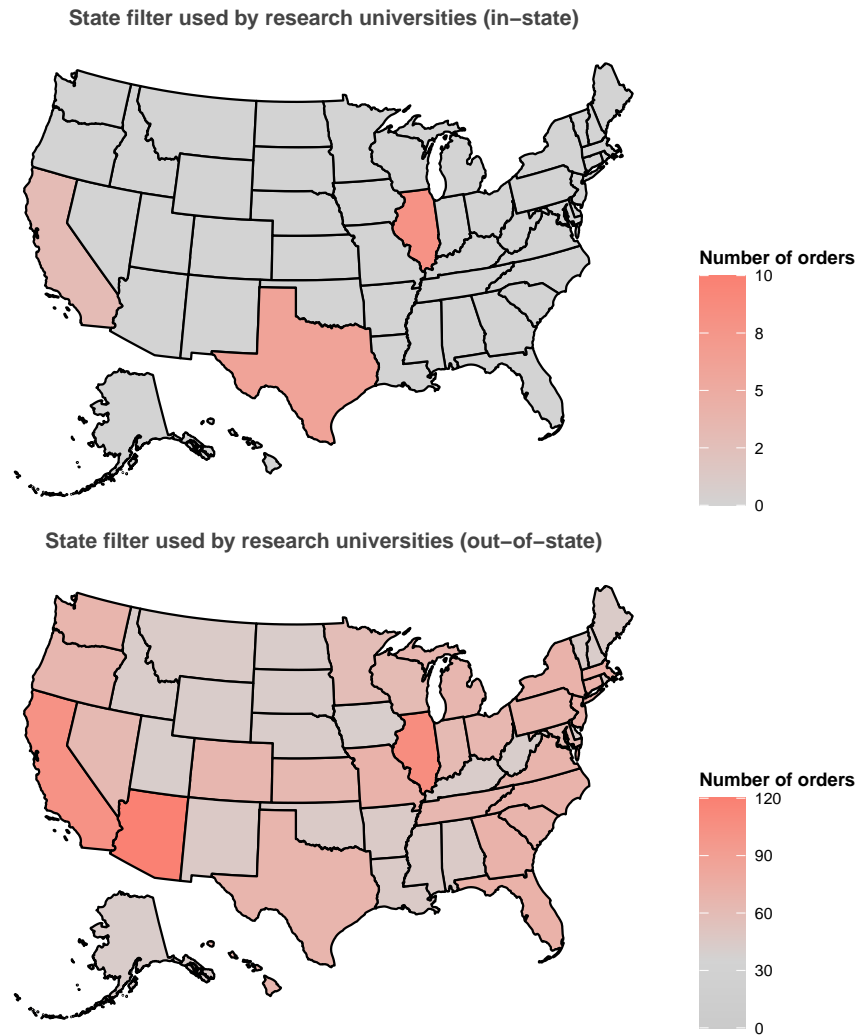 State filter used by research universities (in−state)
Number of orders
10
8
5
2
0
State filter used by research universities (out−of−state)
Number of orders
120
90
60
30
0